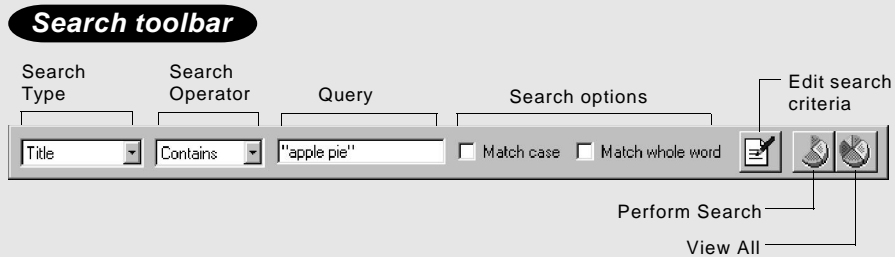 Search toolbar
Search Type
Search Operator
Query
Search options
Edit search criteria
Title
Contains
"apple pie"
Match case
Match whole word
Perform Search
View All